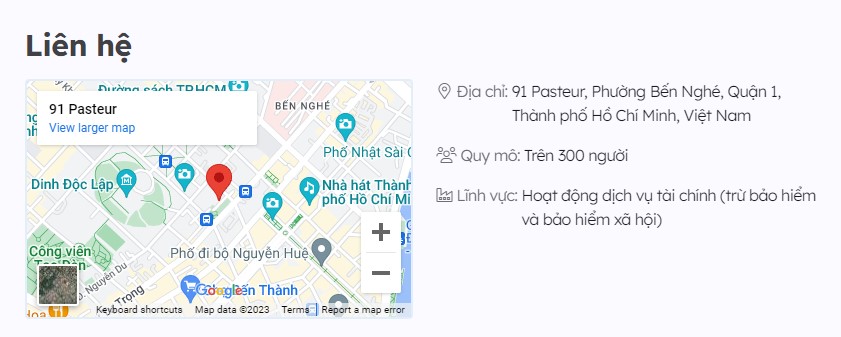 Liên hệ
Đường sách TP.HCM
91 Pasteur
View larger map
BẾN NGHÉ
Phố Nhật Sài G
Dinh Độc Lập
Nhà hát Thành
phố Hồ Chí Mi
Phố đi bộ Nguyễn Huệ
Công viên
Tao Đàn
Đ. Nguyễn Du
Trọng
Google
Bến Thành
Keyboard shortcuts
Map data ©2023
Terms
Report a map error
Địa chỉ: 91 Pasteur, Phường Bến Nghé, Quận 1,
Thành phố Hồ Chí Minh, Việt Nam
Quy mô: Trên 300 người
Lĩnh vực: Hoạt động dịch vụ tài chính (trừ bảo hiểm
và bảo hiểm xã hội)